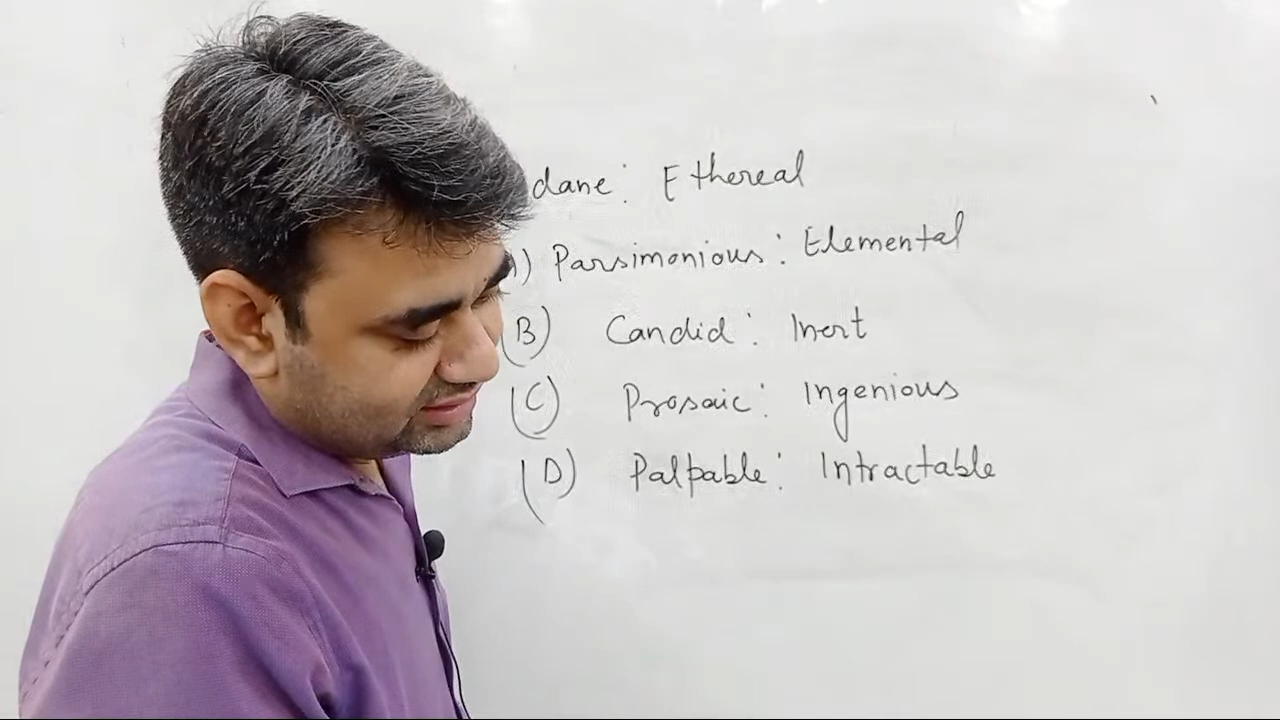 dane: Ethereal
) Parsimonious: Elemental
(B) Candid: Inert
(C) Prosaic: Ingenious
(D) Palpable: Intractable